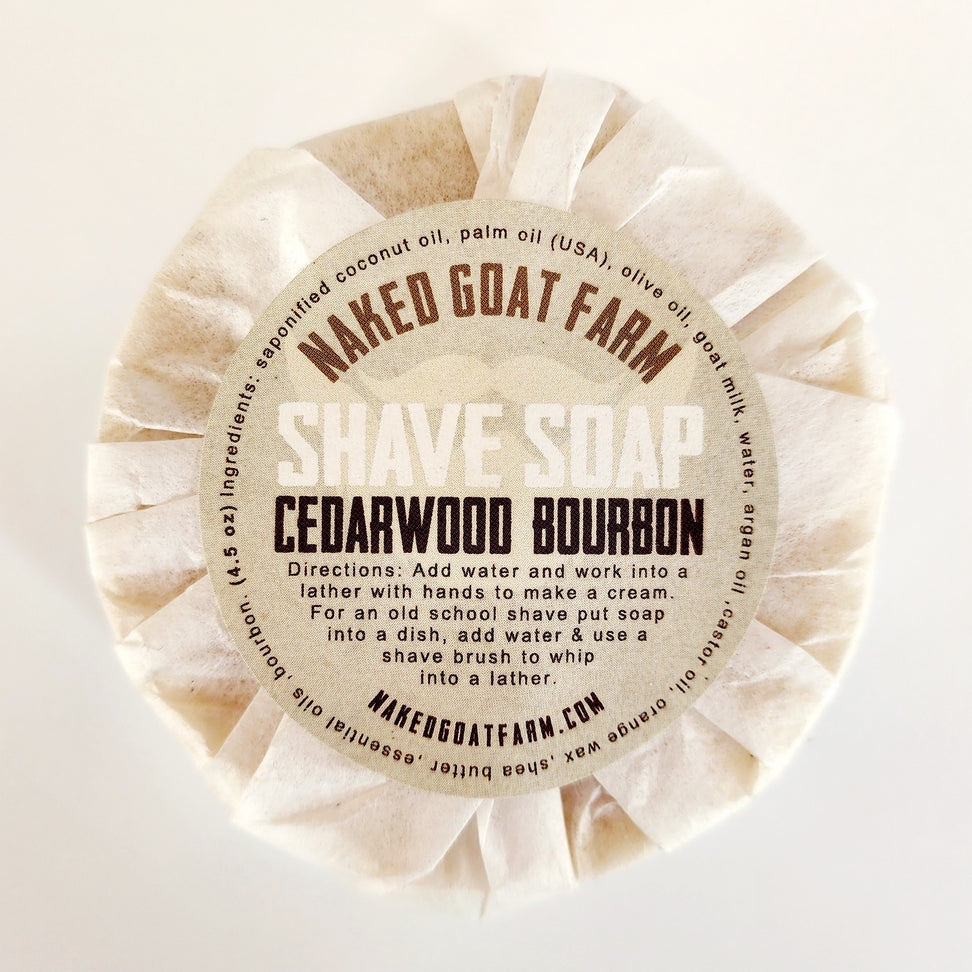 NAKED GOAT FARM
SHAVE SOAP
CEDARWOOD BOURBON
Directions: Add water and work into a
lather with hands to make a cream.
For an old school shave put soap
into a dish, add water & use a
shave brush to whip
into a lather.
NAKEDGOATFARM.COM
(4.5 oz) Ingredients: saponified coconut oil, palm oil (USA), olive oil, goat milk, water, argan oil ,castor oil, orange wax ,shea butter, essential oils, bourbon.